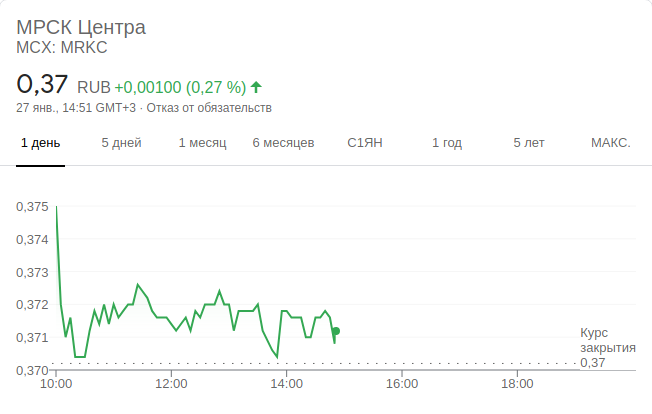 МРСК Центра
MCX: MRKC
0,37 RUB +0,00100 (0,27 %)
27 янв., 14:51 GMT+3 · Отказ от обязательств
1 день 5 дней 1 месяц 6 месяцев С1ЯН 1 год 5 лет МАКС.
0,375
0,374
0,373
0,372
0,371
0,370
Курс
закрытия
0,37
10:00 12:00 14:00 16:00 18:00